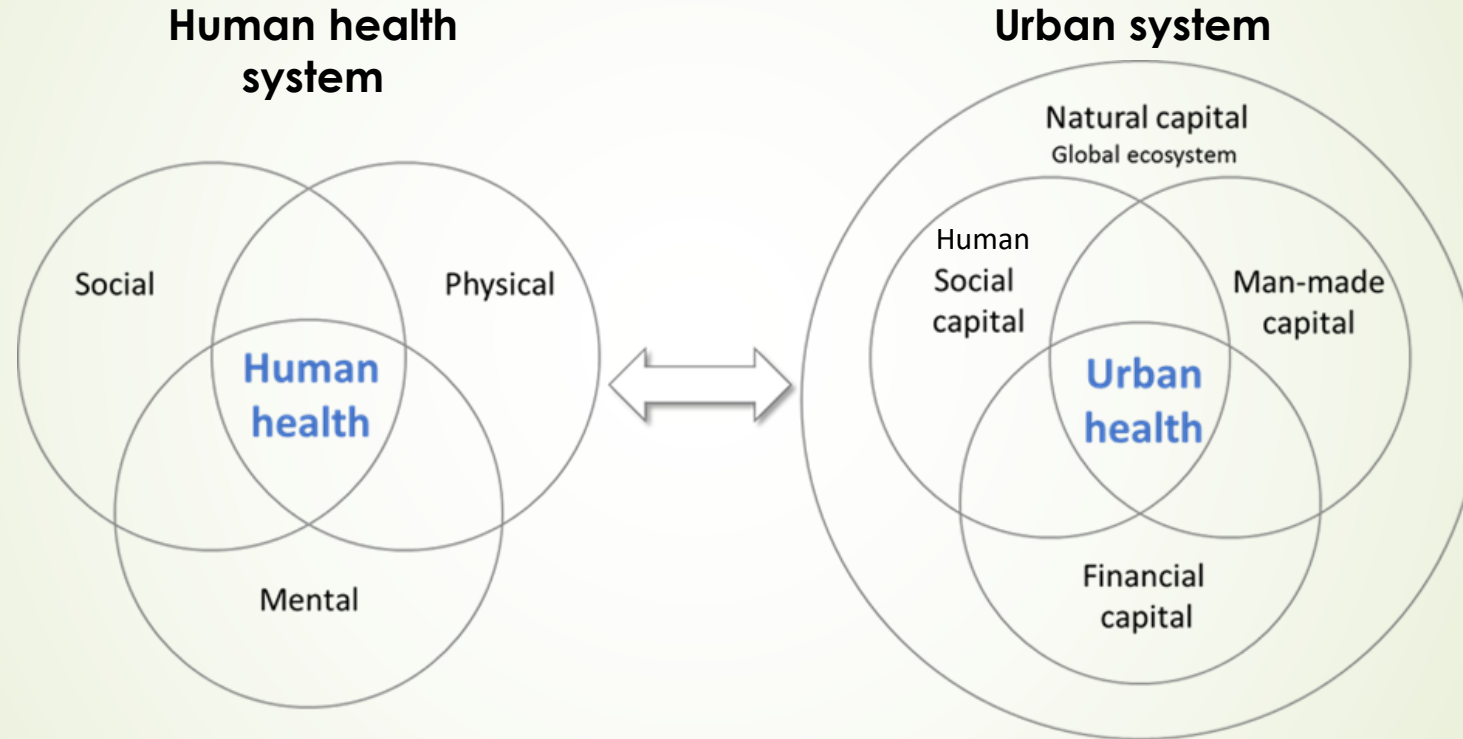 Human health
system
Social
Physical
Human
health
Mental
Urban system
Natural capital
Global ecosystem
Human
Social
capital
Man-made
capital
Urban
health
Financial
capital